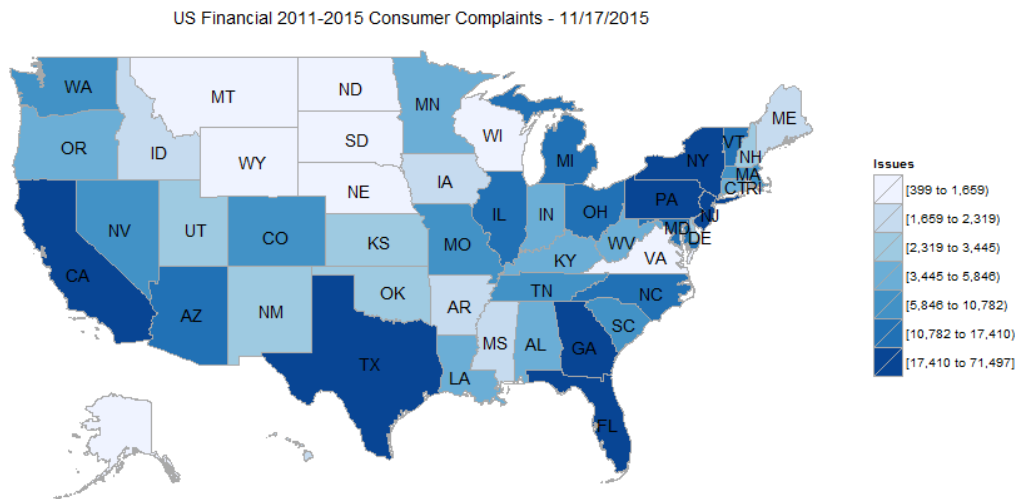 US Financial 2011-2015 Consumer Complaints - 11/17/2015
WA
MT
ND
MN
ME
OR
ID
WY
SD
WI
MI
NY
VT
NH
MA
CT
RI
NE
IA
PA
NJ
NV
UT
CO
KS
MO
IL
IN
OH
MD
DE
WV
VA
KY
CA
AZ
NM
OK
AR
TN
NC
SC
TX
LA
MS
AL
GA
FL
Issues
[399 to 1,659)
[1,659 to 2,319)
[2,319 to 3,445)
[3,445 to 5,846)
[5,846 to 10,782)
[10,782 to 17,410)
[17,410 to 71,497]